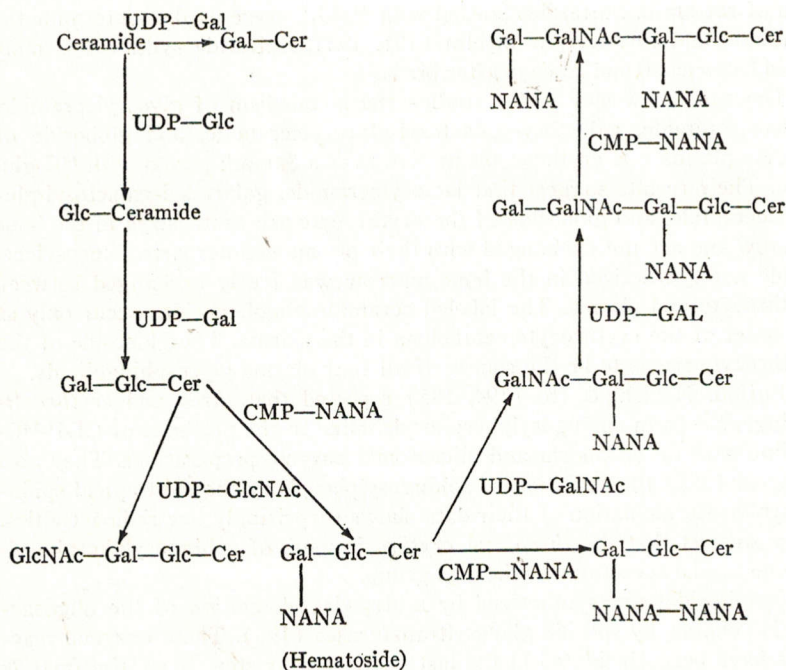 UDP—Gal
Ceramide Gal—Cer
UDP—Glc
Glc—Ceramide
UDP—Gal
Gal—Glc—Cer
CMP—NANA
UDP—GlcNAc
GlcNAc—Gal—Glc—Cer
Gal—Glc—Cer
NANA
(Hematoside)
CMP—NANA
Gal—Glc—Cer
NANA—NANA
UDP—GalNAc
GalNAc—Gal—Glc—Cer
NANA
UDP—GAL
Gal—GalNAc—Gal—Glc—Cer
NANA
CMP—NANA
Gal—GalNAc—Gal—Glc—Cer
NANA NANA